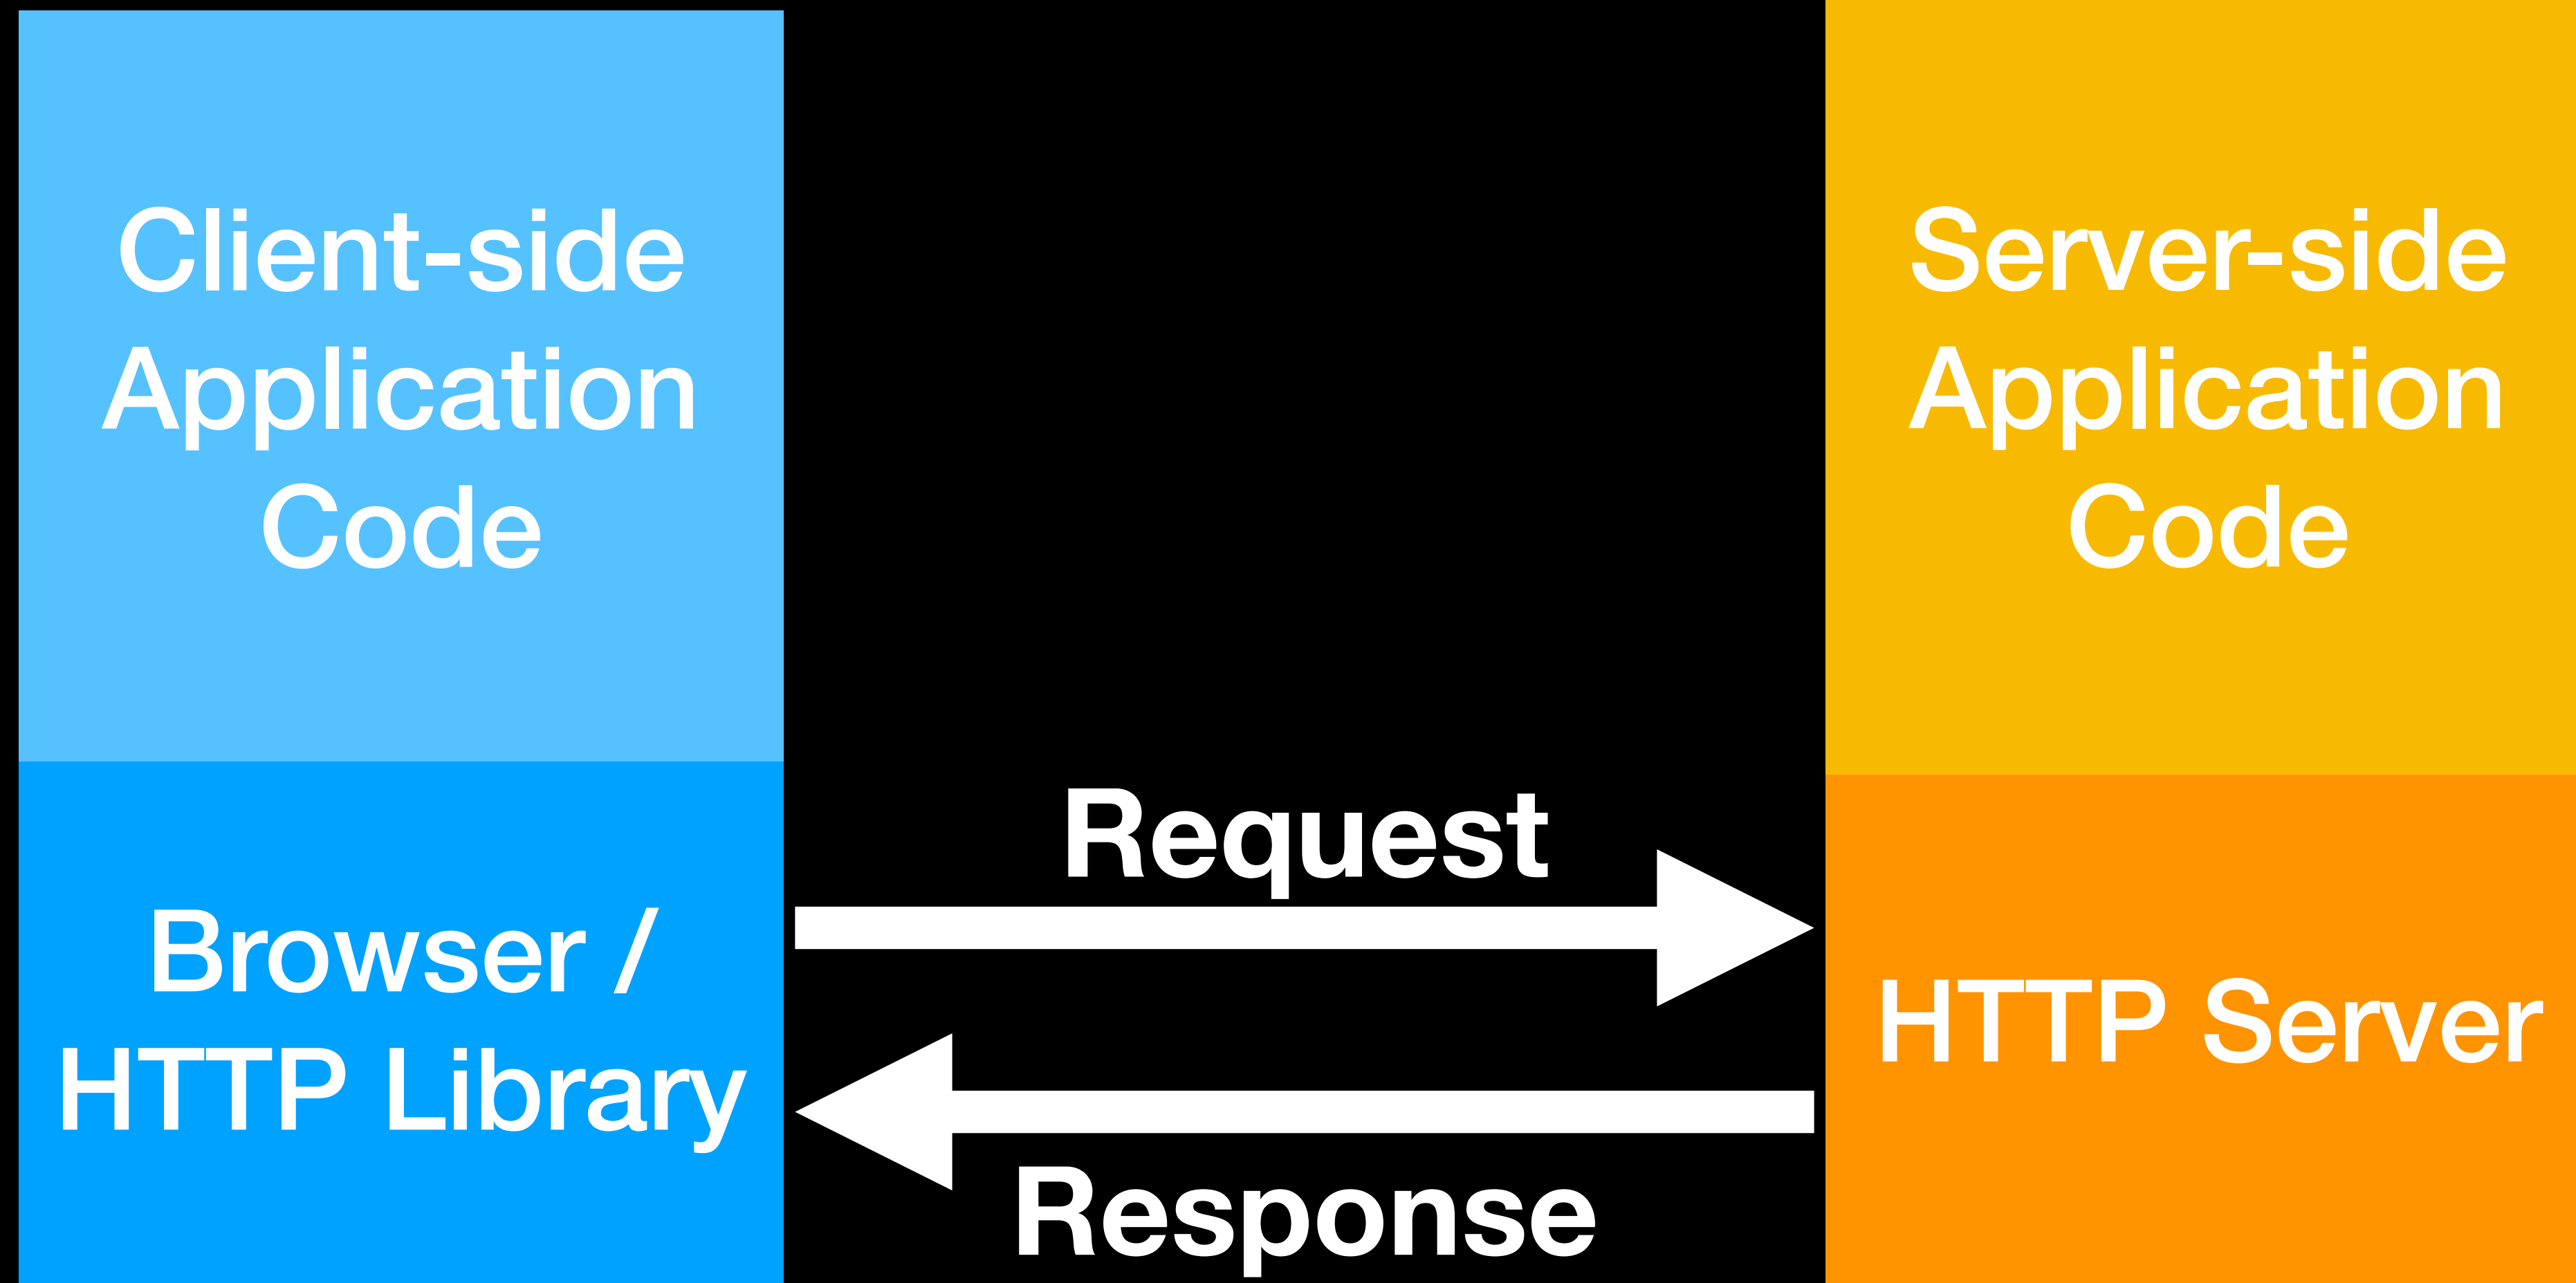 Client-side
Application
Code
Browser /
HTTP Library
Request
Response
Server-side
Application
Code
HTTP Server